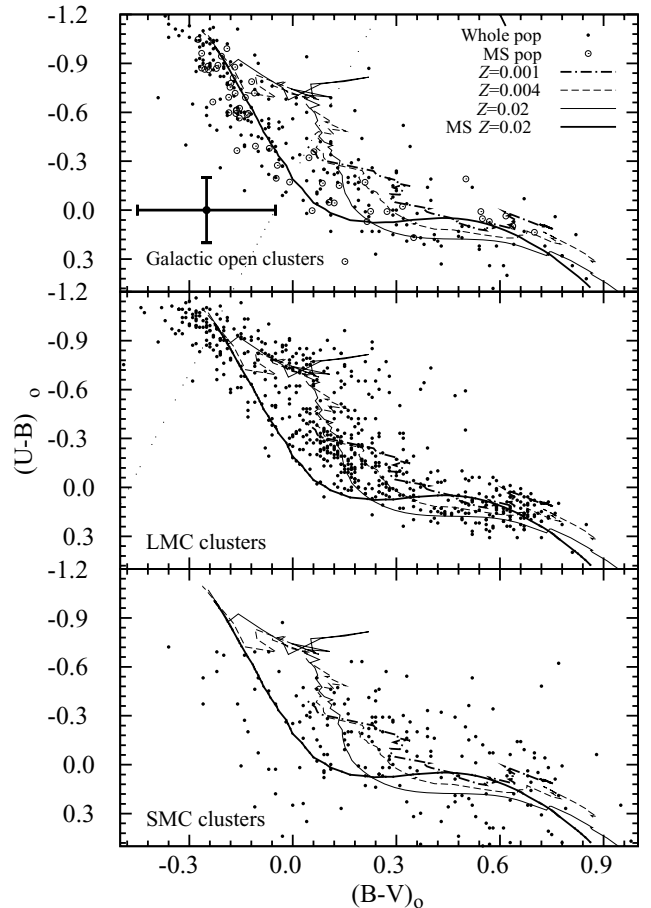 -1.2
-0.9
-0.6
-0.3
0.0
0.3
Whole pop
MS pop
Z=0.001
Z=0.004
Z=0.02
MS Z=0.02
Galactic open clusters
-1.2
-0.9
-0.6
-0.3
0.0
0.3
LMC clusters
(U-B)o
-1.2
-0.9
-0.6
-0.3
0.0
0.3
SMC clusters
-0.3 0.0 0.3 0.6 0.9
(B-V)o